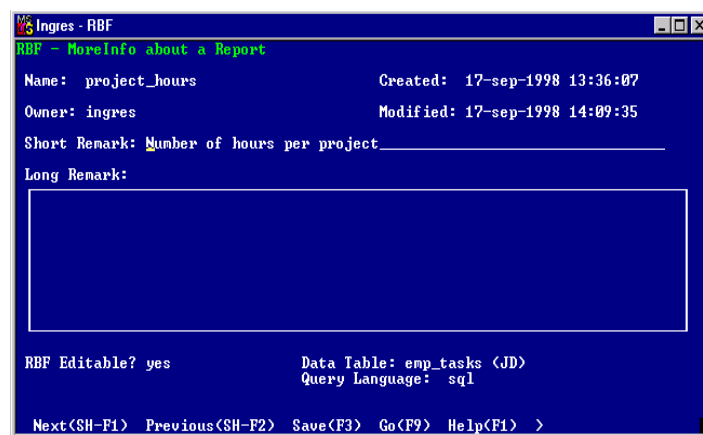 Ingres - RBF
RBF - MoreInfo about a Report
Name: project_hours Created: 17-sep-1998 13:36:07
Owner: ingres Modified: 17-sep-1998 14:09:35
Short Remark: Number of hours per project
Long Remark:
RBF Editable? yes Data Table: emp_tasks (JD)
Query Language: sql
Next(SH-F1) Previous(SH-F2) Save(F3) Go(F9) Help(F1) >